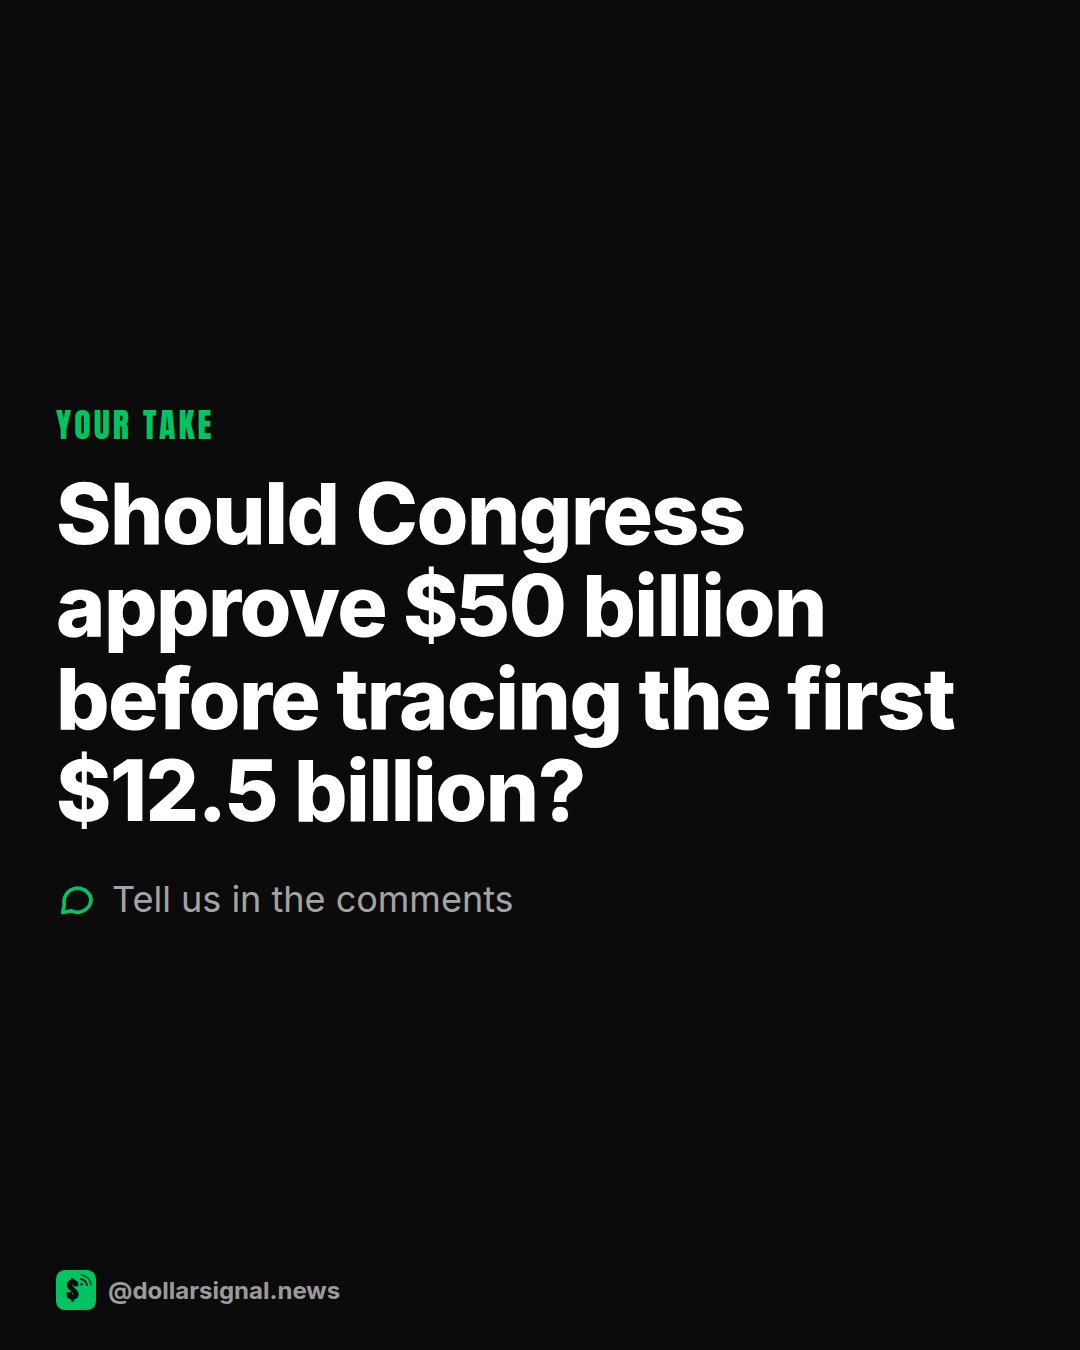 YOUR TAKE
Should Congress
approve $50 billion
before tracing the first
$12.5 billion?
Tell us in the comments
$ @dollarsignal.news